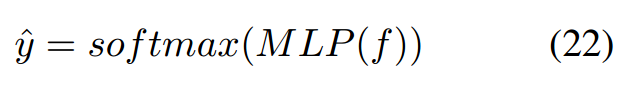 ŷ = softmax(MLP(f)) (22)